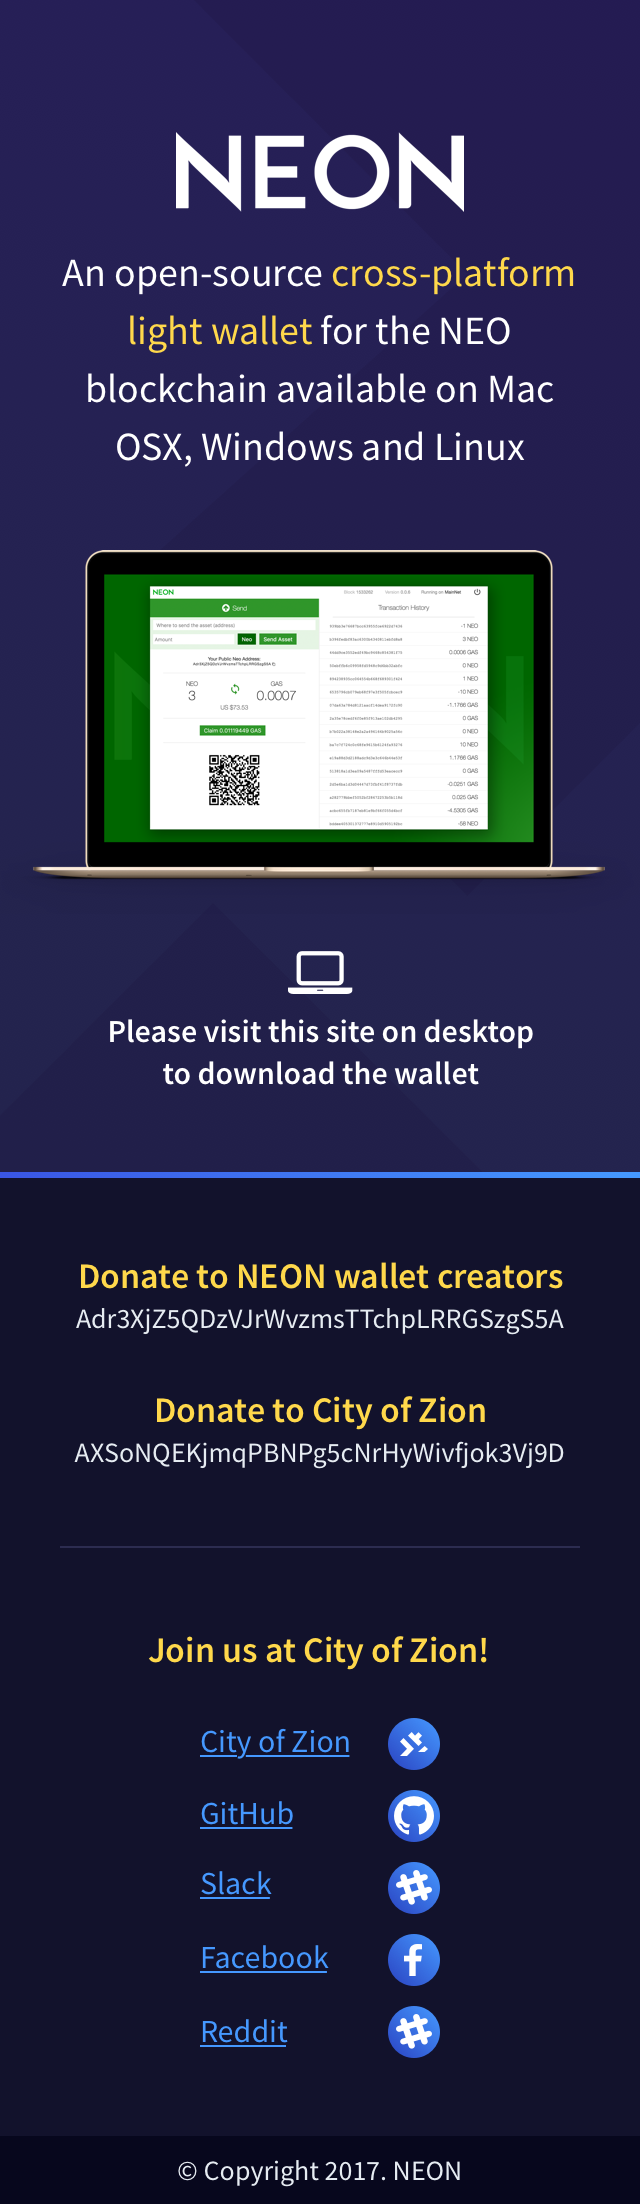 NEON
An open-source cross-platform
light wallet for the NEO
blockchain available on Mac
OSX, Windows and Linux
NEON
Send
Where to send the asset (address)
Amount
Neo
Send Asset
Your Public Neo Address:
NEO
3
GAS
0.0007
US $73.53
Claim 0.01119449 GAS
Running on MainNet
Transaction History
-1 NEO
3 NEO
0.0006 GAS
0 NEO
1 NEO
-10 NEO
-1.1766 GAS
0 GAS
0 NEO
10 NEO
1.1766 GAS
0 GAS
-0.0251 GAS
0.025 GAS
-4.5305 GAS
-58 NEO
Please visit this site on desktop
to download the wallet
Donate to NEON wallet creators
Adr3XjZ5QDzVJrWvzmsTTchpLRRGSzgS5A
Donate to City of Zion
AXSoNQEKjmqPBNPg5cNrHyWivfjok3Vj9D
Join us at City of Zion!
City of Zion
GitHub
Slack
Facebook
Reddit
© Copyright 2017. NEON